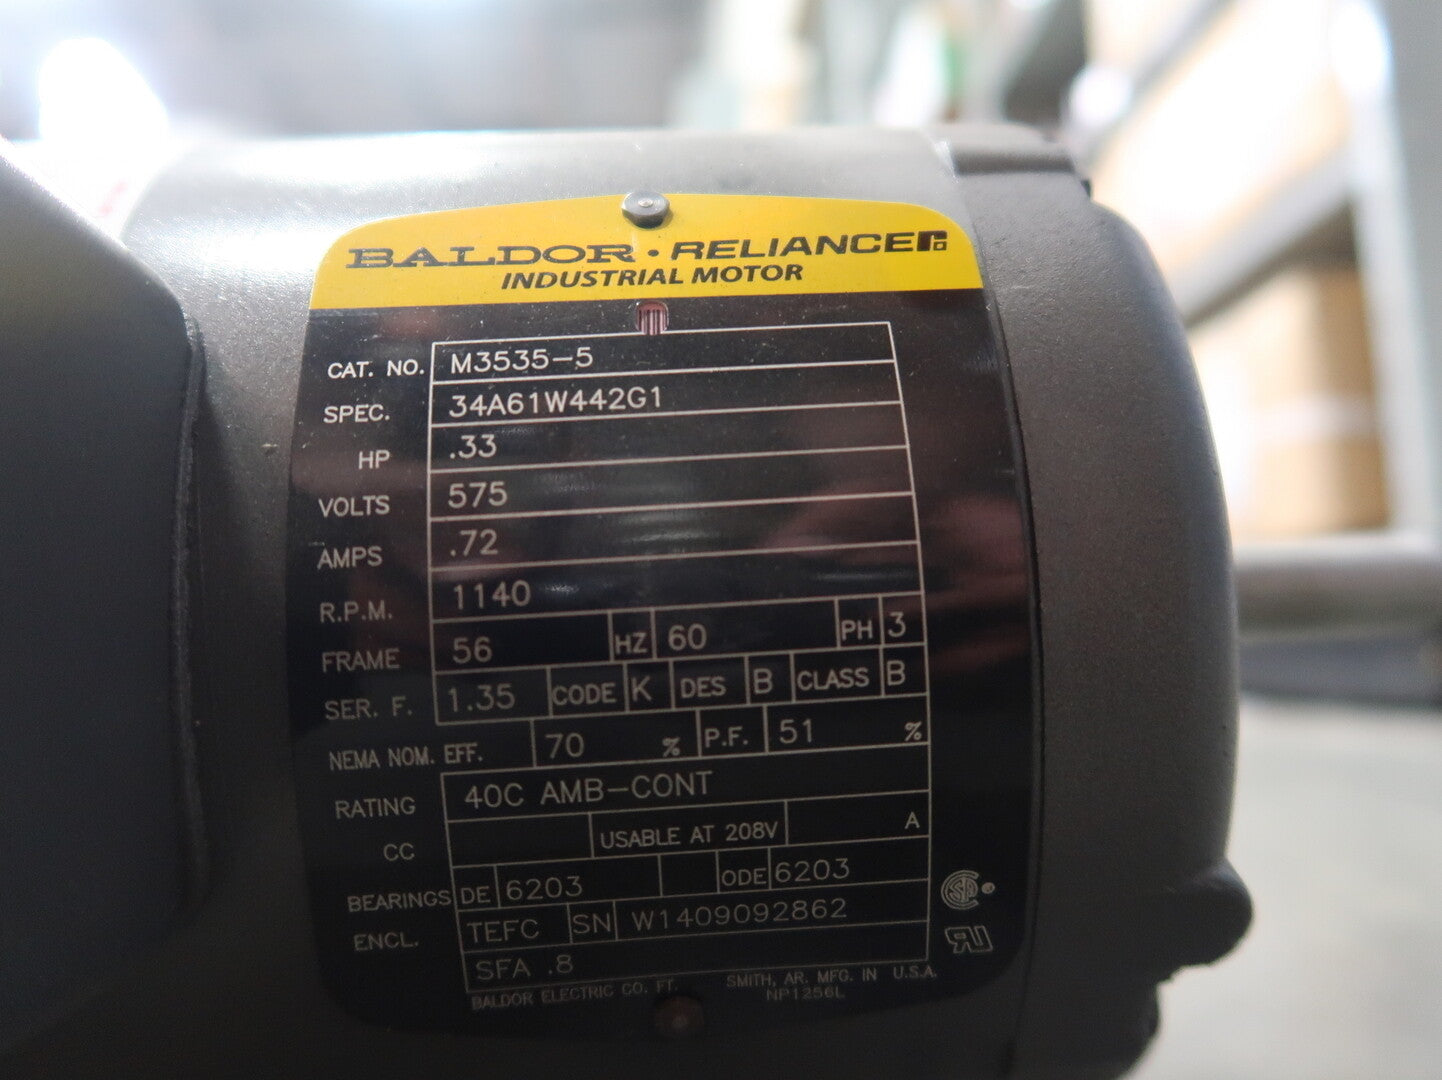 BALDOR • RELIANCE
INDUSTRIAL MOTOR
CAT. NO. M3535-5
SPEC. 34A61W442G1
HP .33
VOLTS 575
AMPS .72
R.P.M. 1140
FRAME 56 HZ 60 PH 3
SER. F. 1.35 CODE K DES B CLASS B
NEMA NOM. EFF. 70 % P.F. 51 %
RATING 40C AMB-CONT
CC USABLE AT 208V A
BEARINGS DE 6203 ODE 6203
ENCL. TEFC SN W1409092862
SFA .8
BALDOR ELECTRIC CO. FT. SMITH, AR. MFG. IN U.S.A.
NP1256L